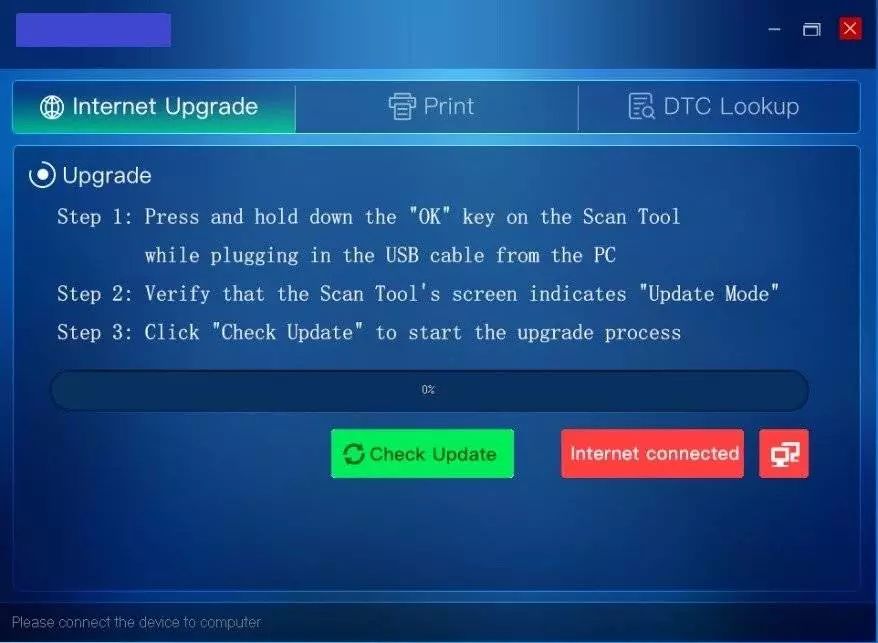 Internet Upgrade
Print
DTC Lookup
Upgrade
Step 1: Press and hold down the "OK" key on the Scan Tool
while plugging in the USB cable from the PC
Step 2: Verify that the Scan Tool's screen indicates "Update Mode"
Step 3: Click "Check Update" to start the upgrade process
0%
Check Update
Internet connected
Please connect the device to computer